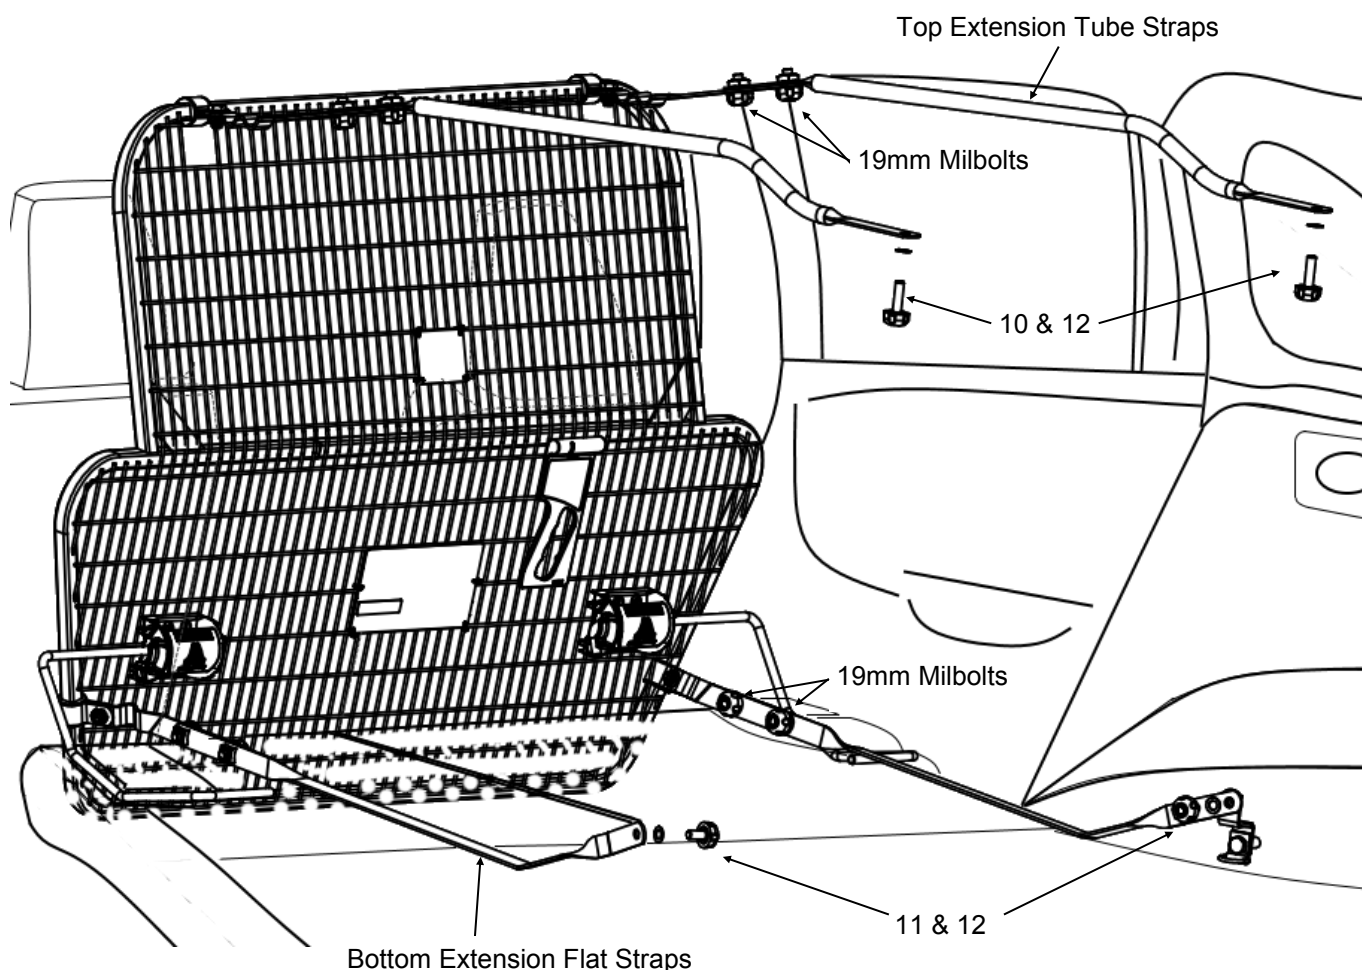 Top Extension Tube Straps
19mm Milbolts
10 & 12
19mm Milbolts
11 & 12
Bottom Extension Flat Straps